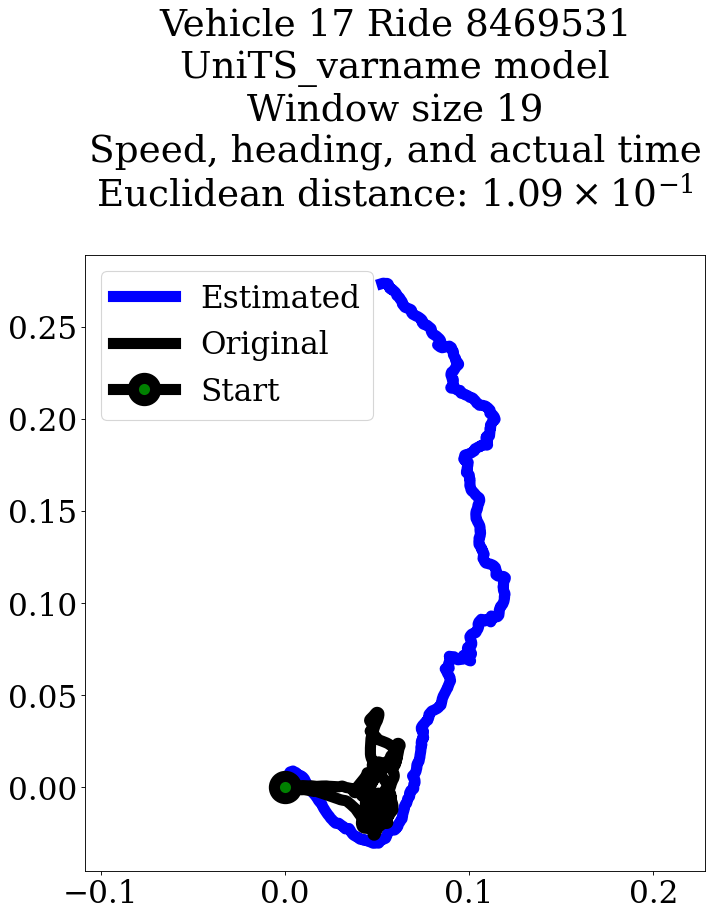 Vehicle 17 Ride 8469531
UniTS_varname model
Window size 19
Speed, heading, and actual time
Euclidean distance: 1.09 × 10⁻¹
Estimated
Original
Start
0.25
0.20
0.15
0.10
0.05
0.00
−0.1 0.0 0.1 0.2